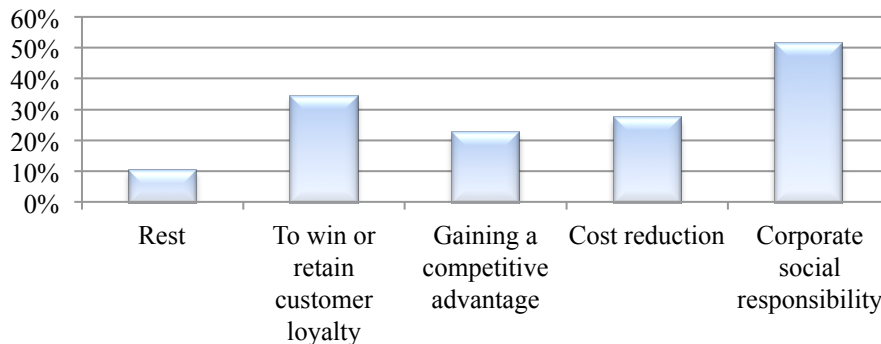 60%
50%
40%
30%
20%
10%
0%
Rest
To win or
retain
customer
loyalty
Gaining a
competitive
advantage
Cost reduction
Corporate
social
responsibility